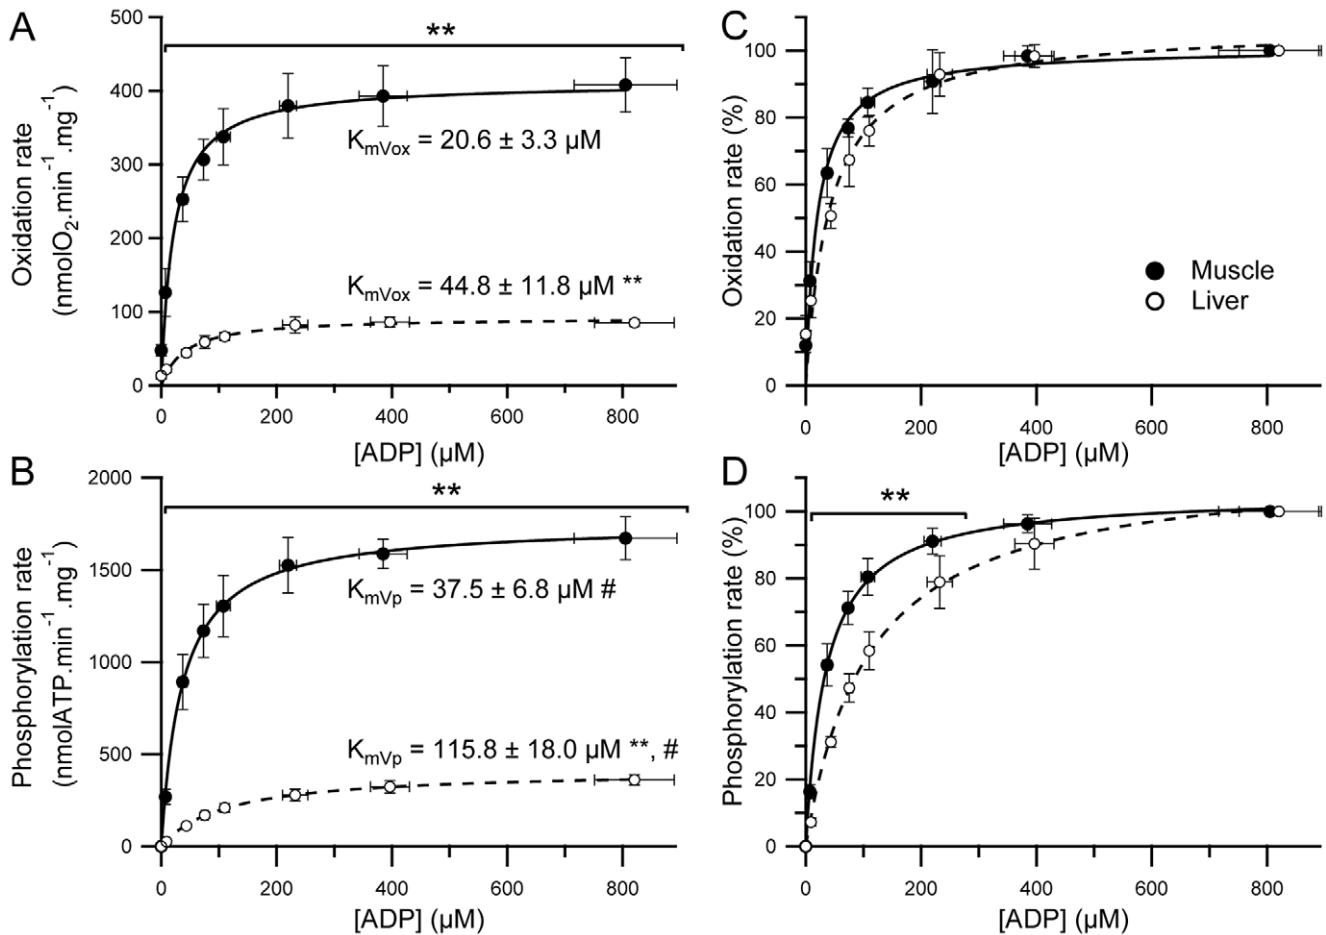 A
500
400
300
200
100
0
Oxidation rate
(nmolO₂.min⁻¹.mg⁻¹)
**
KmVox = 20.6 ± 3.3 µM
KmVox = 44.8 ± 11.8 µM **
0 200 400 600 800
[ADP] (µM)
C
100
80
60
40
20
0
Oxidation rate (%)
Muscle
Liver
0 200 400 600 800
[ADP] (µM)
B
2000
1500
1000
500
0
Phosphorylation rate
(nmolATP.min⁻¹.mg⁻¹)
**
KmVp = 37.5 ± 6.8 µM #
KmVp = 115.8 ± 18.0 µM **, #
0 200 400 600 800
[ADP] (µM)
D
100
80
60
40
20
0
Phosphorylation rate (%)
**
0 200 400 600 800
[ADP] (µM)